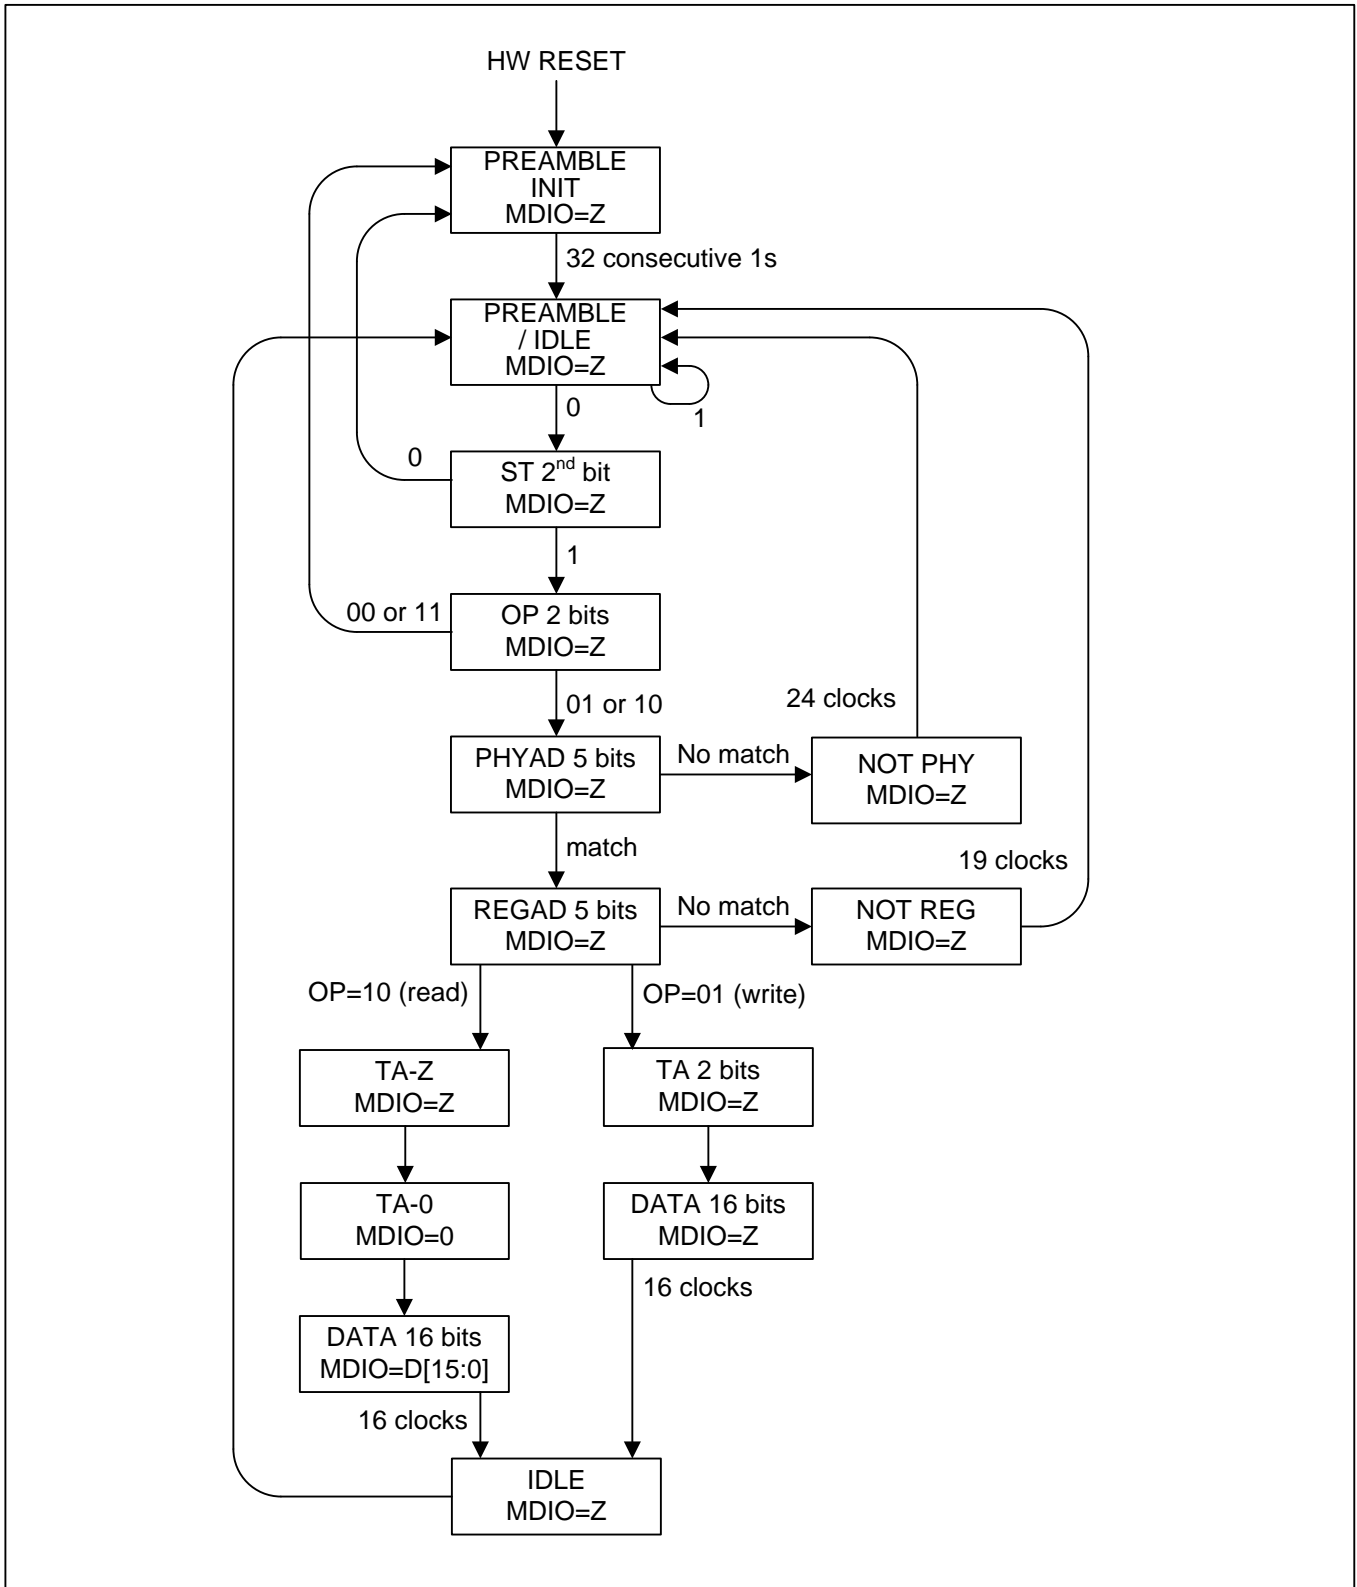 HW RESET
PREAMBLE
INIT
MDIO=Z
32 consecutive 1s
PREAMBLE
/ IDLE
MDIO=Z
1
0
0
ST 2nd bit
MDIO=Z
1
00 or 11
OP 2 bits
MDIO=Z
01 or 10
24 clocks
PHYAD 5 bits
MDIO=Z
No match
NOT PHY
MDIO=Z
match
19 clocks
REGAD 5 bits
MDIO=Z
No match
NOT REG
MDIO=Z
OP=10 (read)
OP=01 (write)
TA-Z
MDIO=Z
TA 2 bits
MDIO=Z
TA-0
MDIO=0
DATA 16 bits
MDIO=Z
16 clocks
DATA 16 bits
MDIO=D[15:0]
16 clocks
IDLE
MDIO=Z